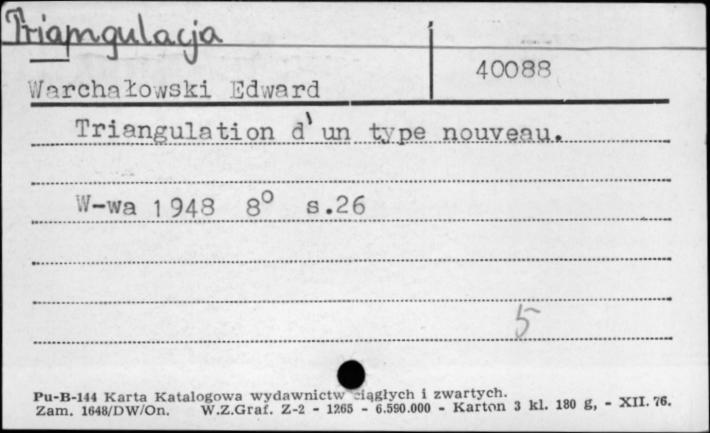 Triangulacja
40088
Warchałowski Edward
Triangulation d'un type nouveau.
W-wa 1948 8° s.26
5
Pu-B-144 Karta Katalogowa wydawnictw ciągłych i zwartych.
Zam. 1648/DW/On. W.Z.Graf. Z-2 - 1265 - 6.590.000 - Karton 3 kl. 180 g, - XII. 76.